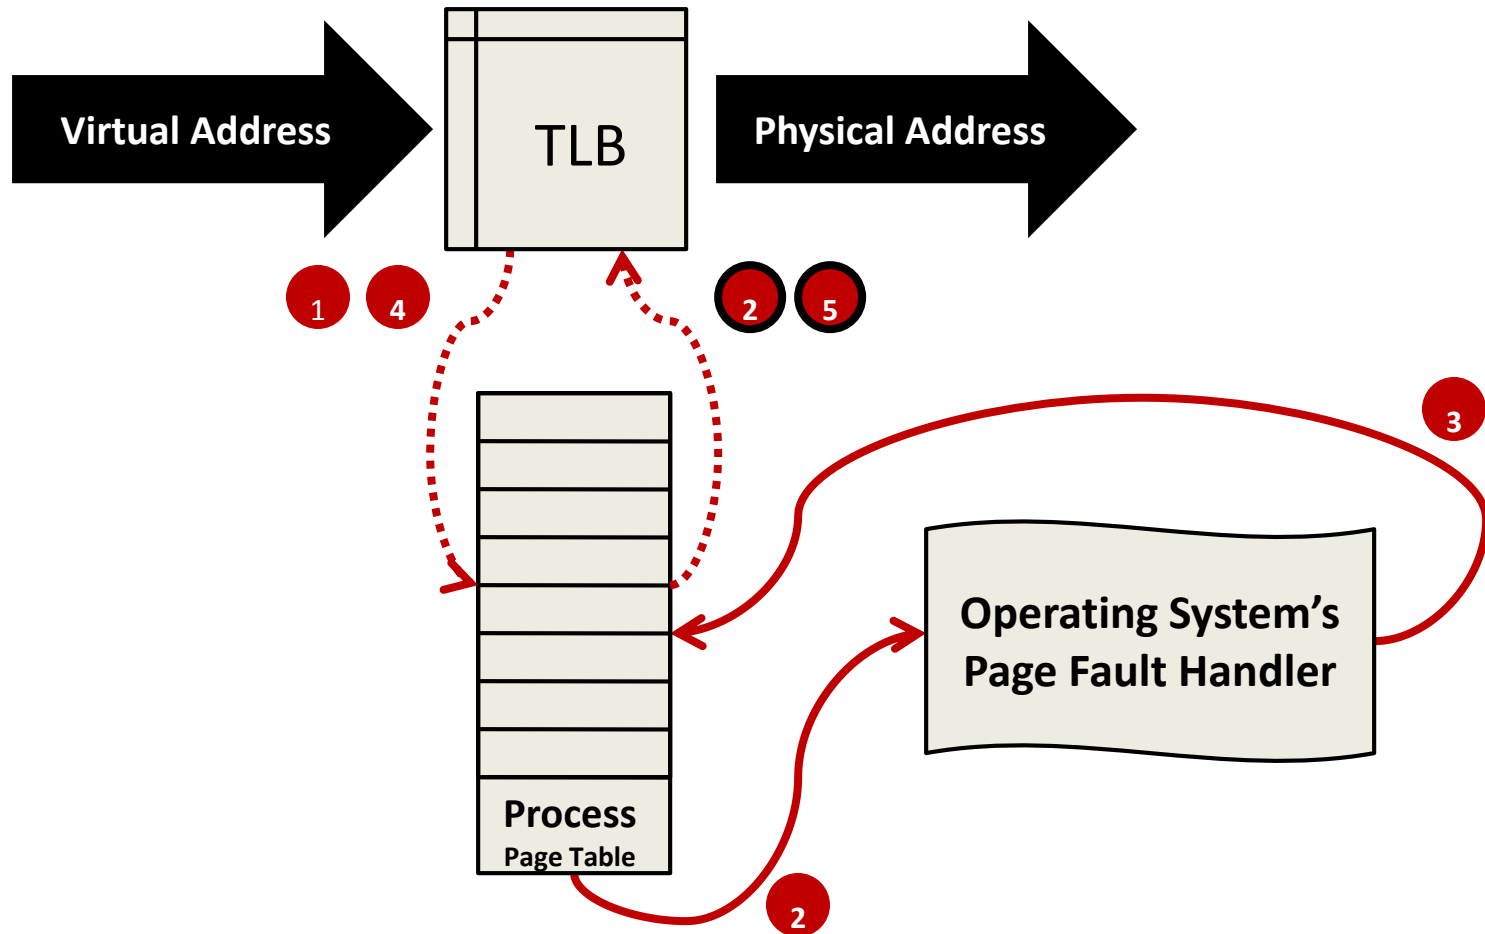 Virtual Address
TLB
Physical Address
1
4
2
5
3
Operating System's
Page Fault Handler
Process
Page Table
2